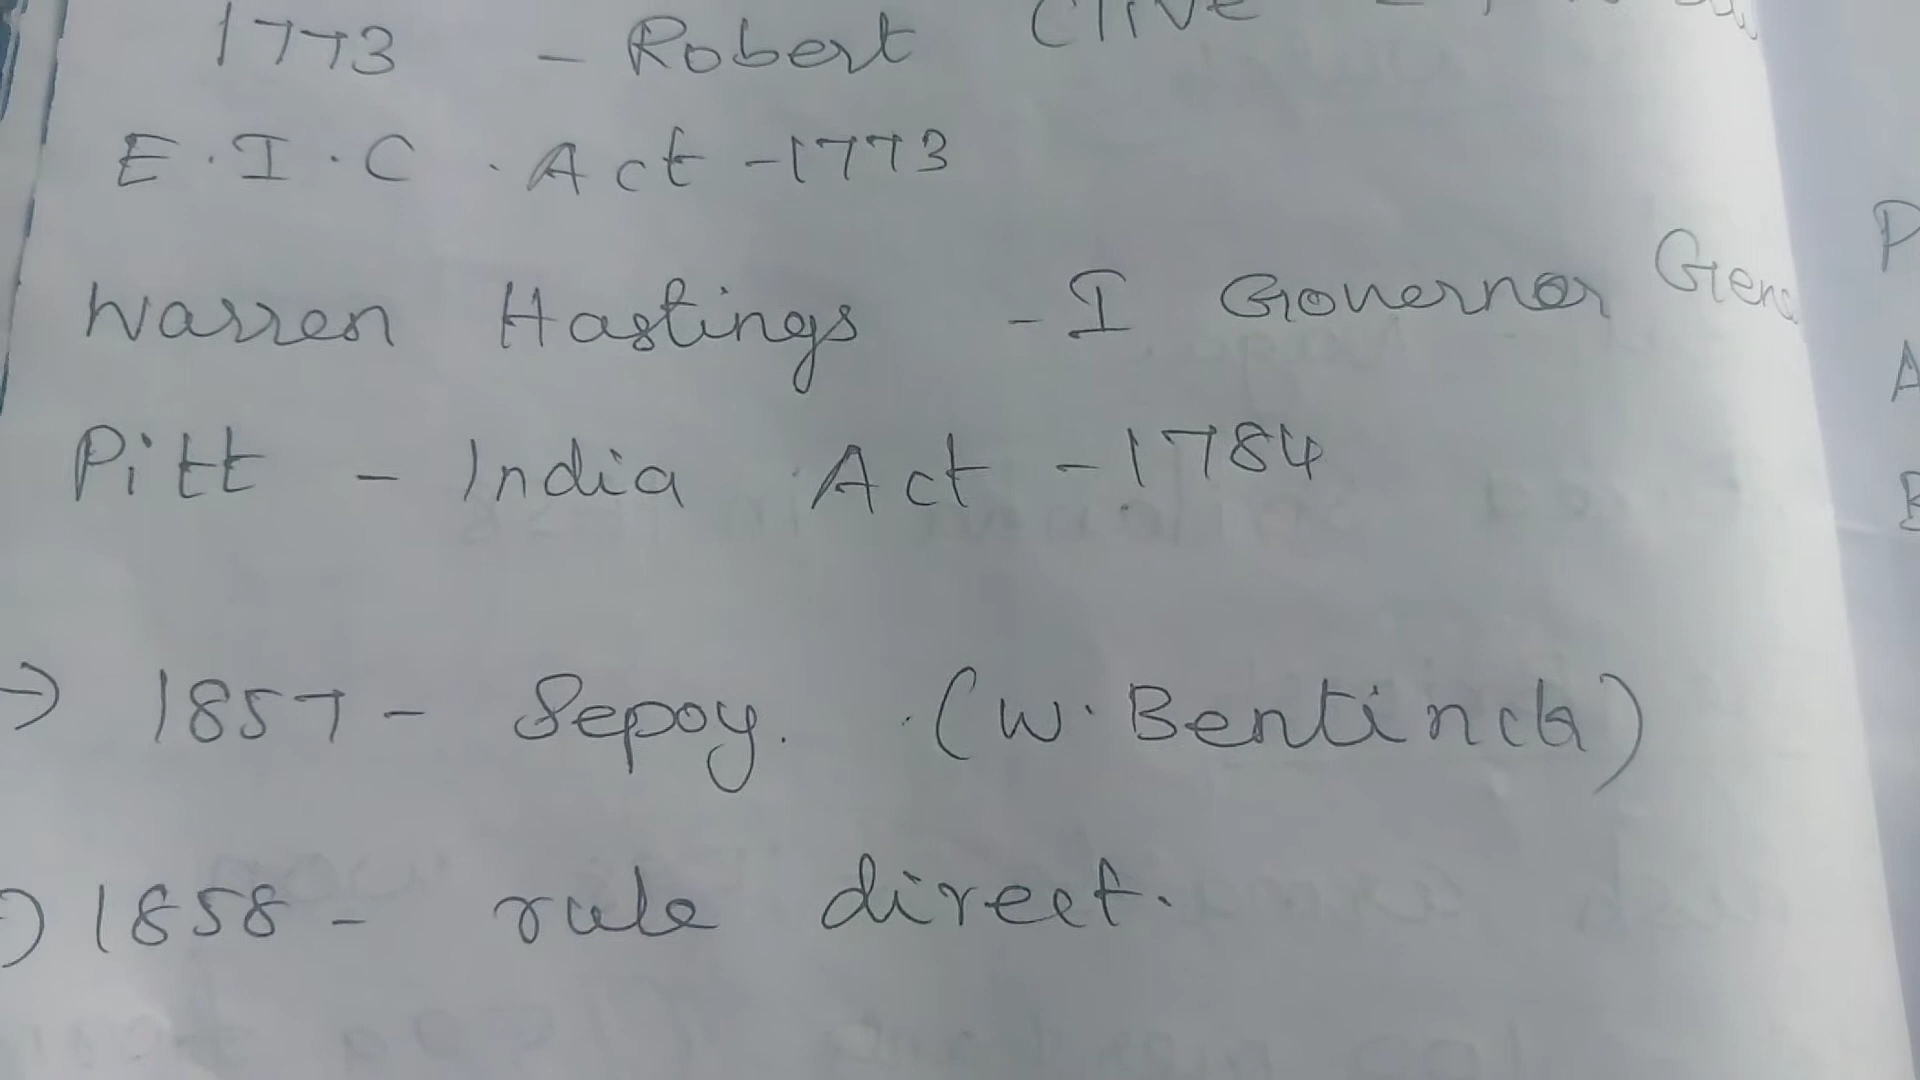 1773 - Robert Clive
E.I.C. Act - 1773
Warren Hastings - I Governor Gen
Pitt - India Act - 1784
→ 1857 - Sepoy. (W. Bentinck)
→ 1858 - rule direct.
P
A
B